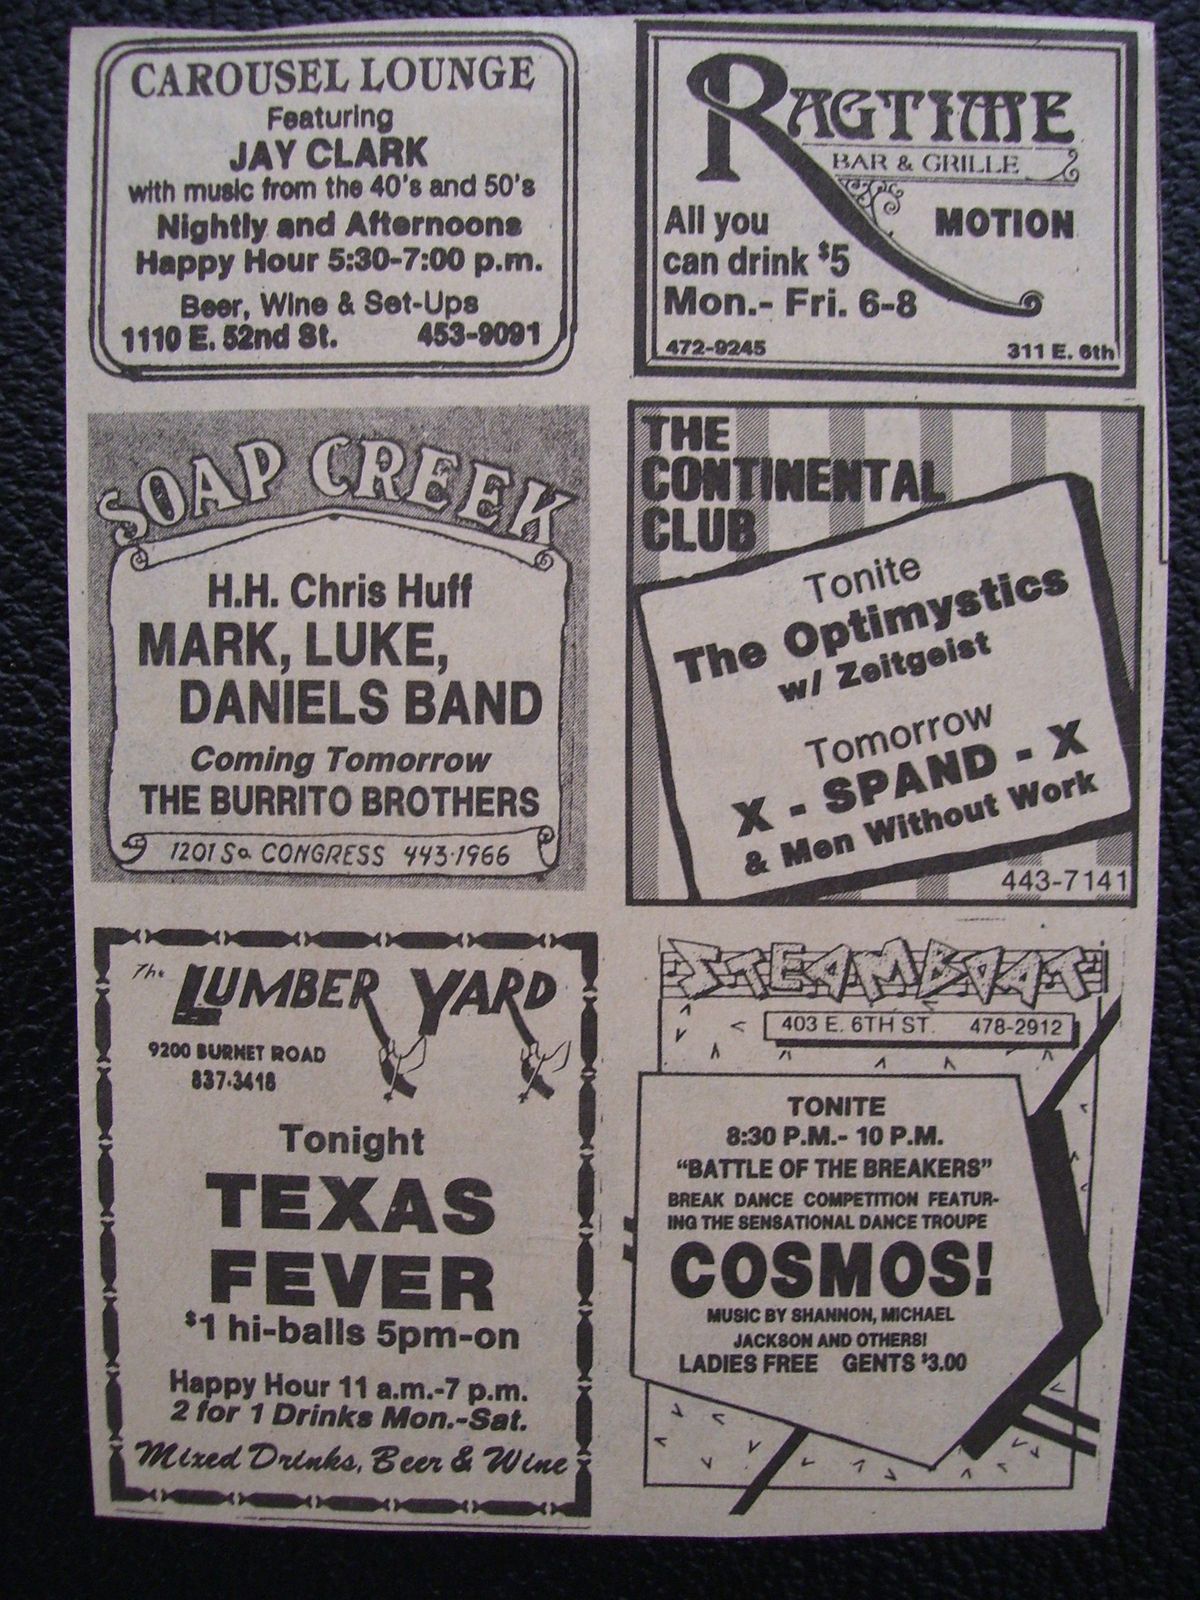 CAROUSEL LOUNGE
Featuring
JAY CLARK
with music from the 40's and 50's
Nightly and Afternoons
Happy Hour 5:30-7:00 p.m.
Beer, Wine & Set-Ups
1110 E. 52nd St. 453-9091
RAGTIME
BAR & GRILLE
MOTION
All you
can drink $5
Mon.- Fri. 6-8
472-9245 311 E. 6th
SOAP CREEK
H.H. Chris Huff
MARK, LUKE,
DANIELS BAND
Coming Tomorrow
THE BURRITO BROTHERS
1201 So. CONGRESS 443-1966
THE
CONTINENTAL
CLUB
Tonite
The Optimystics
w/ Zeitgeist
Tomorrow
X - SPAND - X
& Men Without Work
443-7141
The LUMBER YARD
9200 BURNET ROAD
837-3418
Tonight
TEXAS
FEVER
$1 hi-balls 5pm-on
Happy Hour 11 a.m.-7 p.m.
2 for 1 Drinks Mon.-Sat.
Mixed Drinks, Beer & Wine
STEAMBOAT
403 E. 6TH ST. 478-2912
TONITE
8:30 P.M.- 10 P.M.
"BATTLE OF THE BREAKERS"
BREAK DANCE COMPETITION FEATUR-
ING THE SENSATIONAL DANCE TROUPE
COSMOS!
MUSIC BY SHANNON, MICHAEL
JACKSON AND OTHERS!
LADIES FREE GENTS $3.00